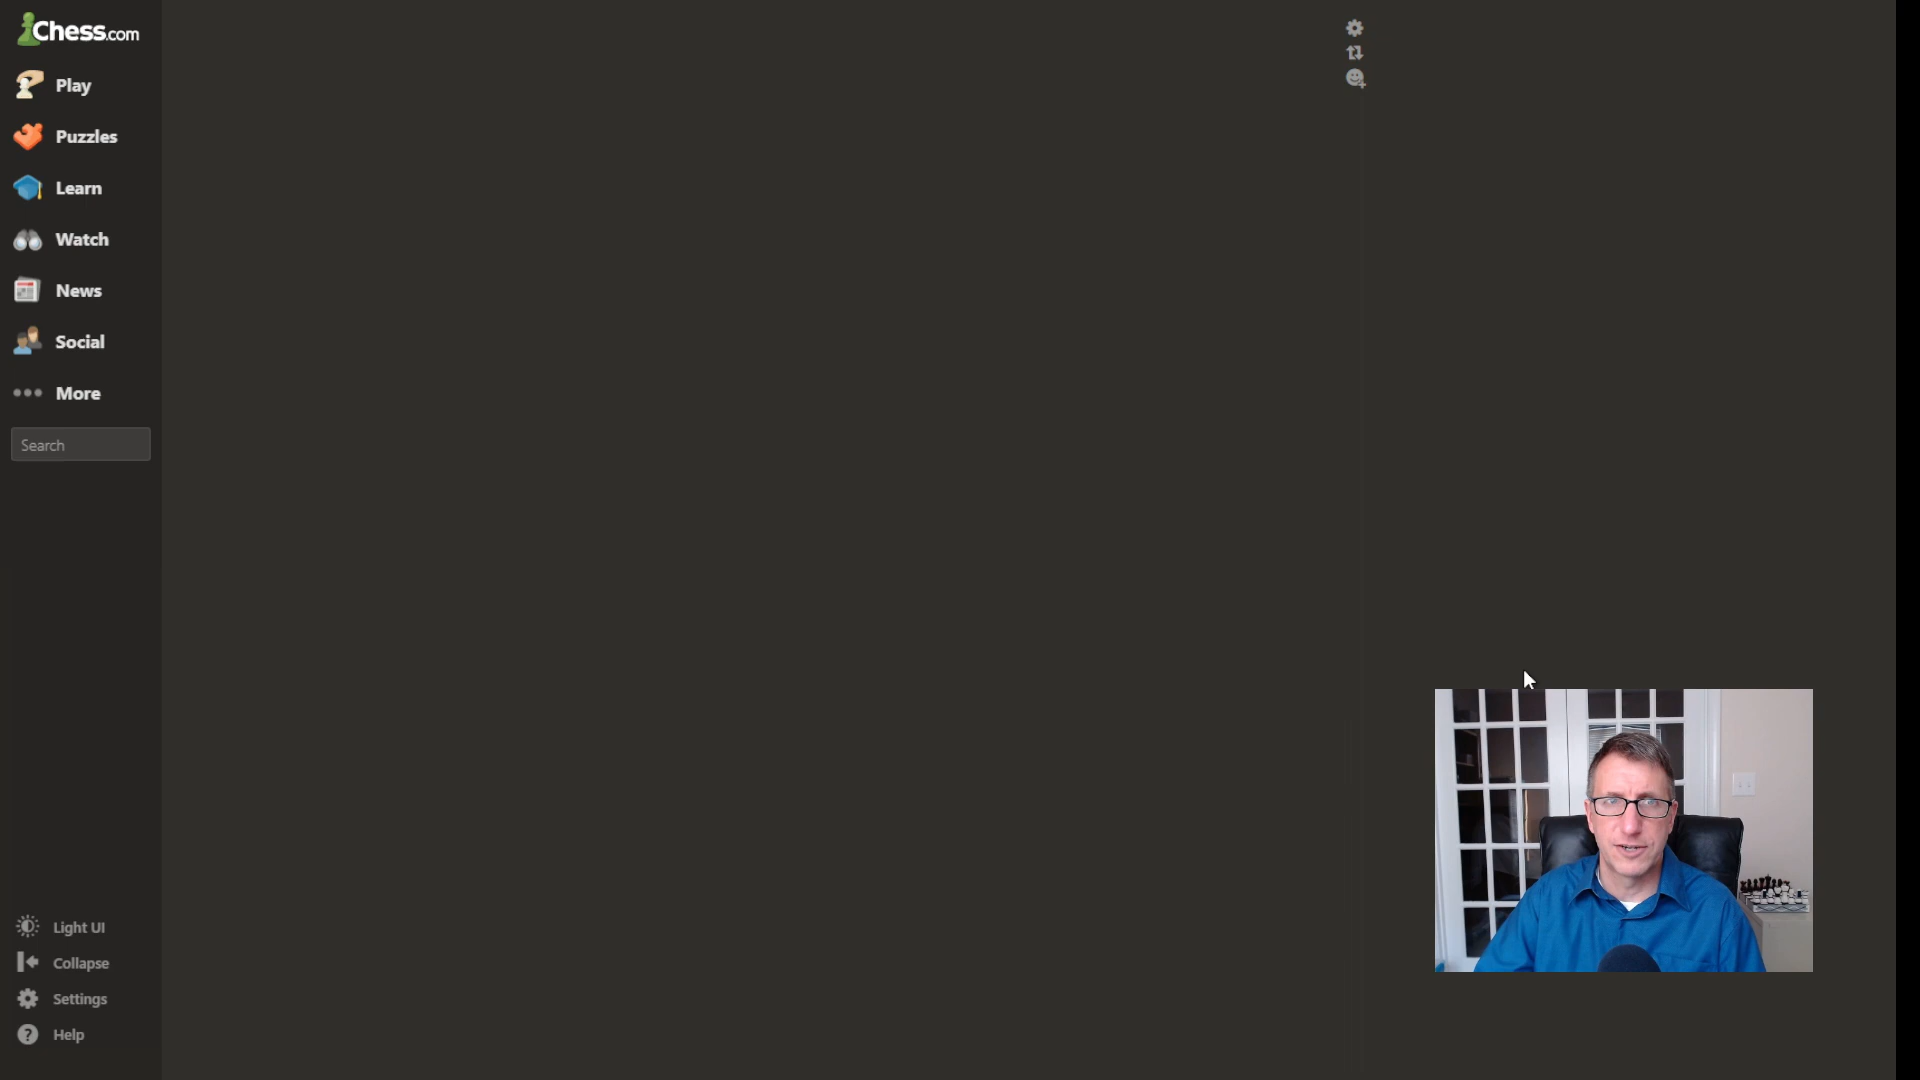 Chess.com
Play
Puzzles
Learn
Watch
News
Social
More
Search
Light UI
Collapse
Settings
? Help